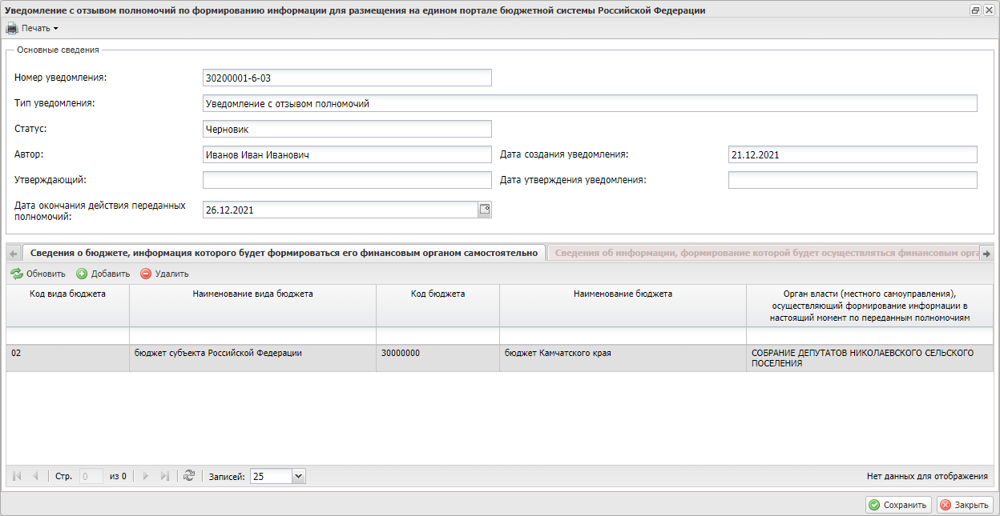 Уведомление с отзывом полномочий по формированию информации для размещения на едином портале бюджетной системы Российской Федерации
Печать
Основные сведения
Номер уведомления: 30200001-6-03
Тип уведомления: Уведомление с отзывом полномочий
Статус: Черновик
Автор: Иванов Иван Иванович Дата создания уведомления: 21.12.2021
Утверждающий: Дата утверждения уведомления:
Дата окончания действия переданных
полномочий: 26.12.2021
Сведения о бюджете, информация которого будет формироваться его финансовым органом самостоятельно Сведения об информации, формирование которой будет осуществляться финансовым
Обновить Добавить Удалить
Код вида бюджета Наименование вида бюджета Код бюджета Наименование бюджета Орган власти (местного самоуправления),
осуществляющий формирование информации в
настоящий момент по переданным полномочиям
02 бюджет субъекта Российской Федерации 30000000 бюджет Камчатского края СОБРАНИЕ ДЕПУТАТОВ НИКОЛАЕВСКОГО СЕЛЬСКОГО
ПОСЕЛЕНИЯ
Стр. 0 из 0 Записей: 25 Нет данных для отображения
Сохранить Закрыть